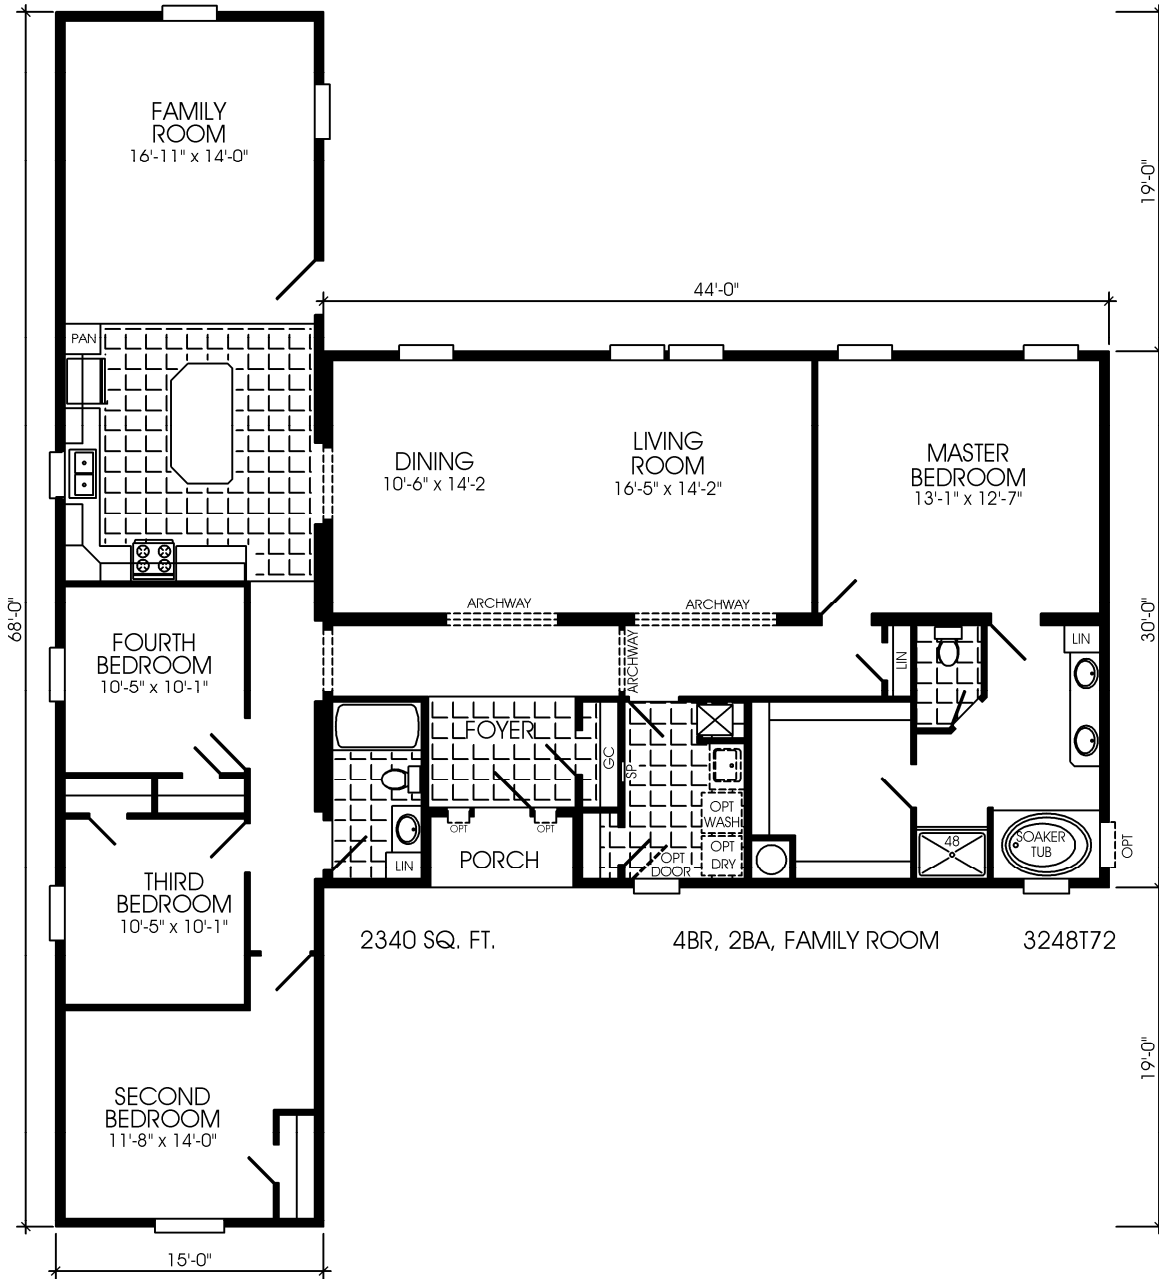 FAMILY
ROOM
16'-11" x 14'-0"
19'-0"
44'-0"
PAN
DINING
10'-6" x 14'-2
LIVING
ROOM
16'-5" x 14'-2"
MASTER
BEDROOM
13'-1" x 12'-7"
68'-0"
30'-0"
ARCHWAY
ARCHWAY
ARCHWAY
FOURTH
BEDROOM
10'-5" x 10'-1"
LIN
LIN
FOYER
GC
SP
OPT
WASH
OPT
DRY
OPT
DOOR
OPT
OPT
PORCH
LIN
48
SOAKER
TUB
OPT
THIRD
BEDROOM
10'-5" x 10'-1"
2340 SQ. FT.
4BR, 2BA, FAMILY ROOM
3248T72
SECOND
BEDROOM
11'-8" x 14'-0"
19'-0"
15'-0"